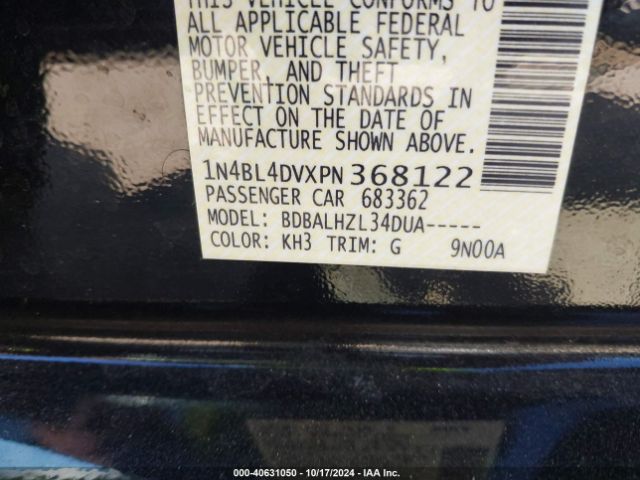 THIS VEHICLE CONFORMS TO
ALL APPLICABLE FEDERAL
MOTOR VEHICLE SAFETY,
BUMPER, AND THEFT
PREVENTION STANDARDS IN
EFFECT ON THE DATE OF
MANUFACTURE SHOWN ABOVE.
1N4BL4DVXPN368122
PASSENGER CAR 683362
MODEL: BDBALHZL34DUA-----
COLOR: KH3 TRIM: G 9N00A
000-40631050 - 10/17/2024 - IAA Inc.